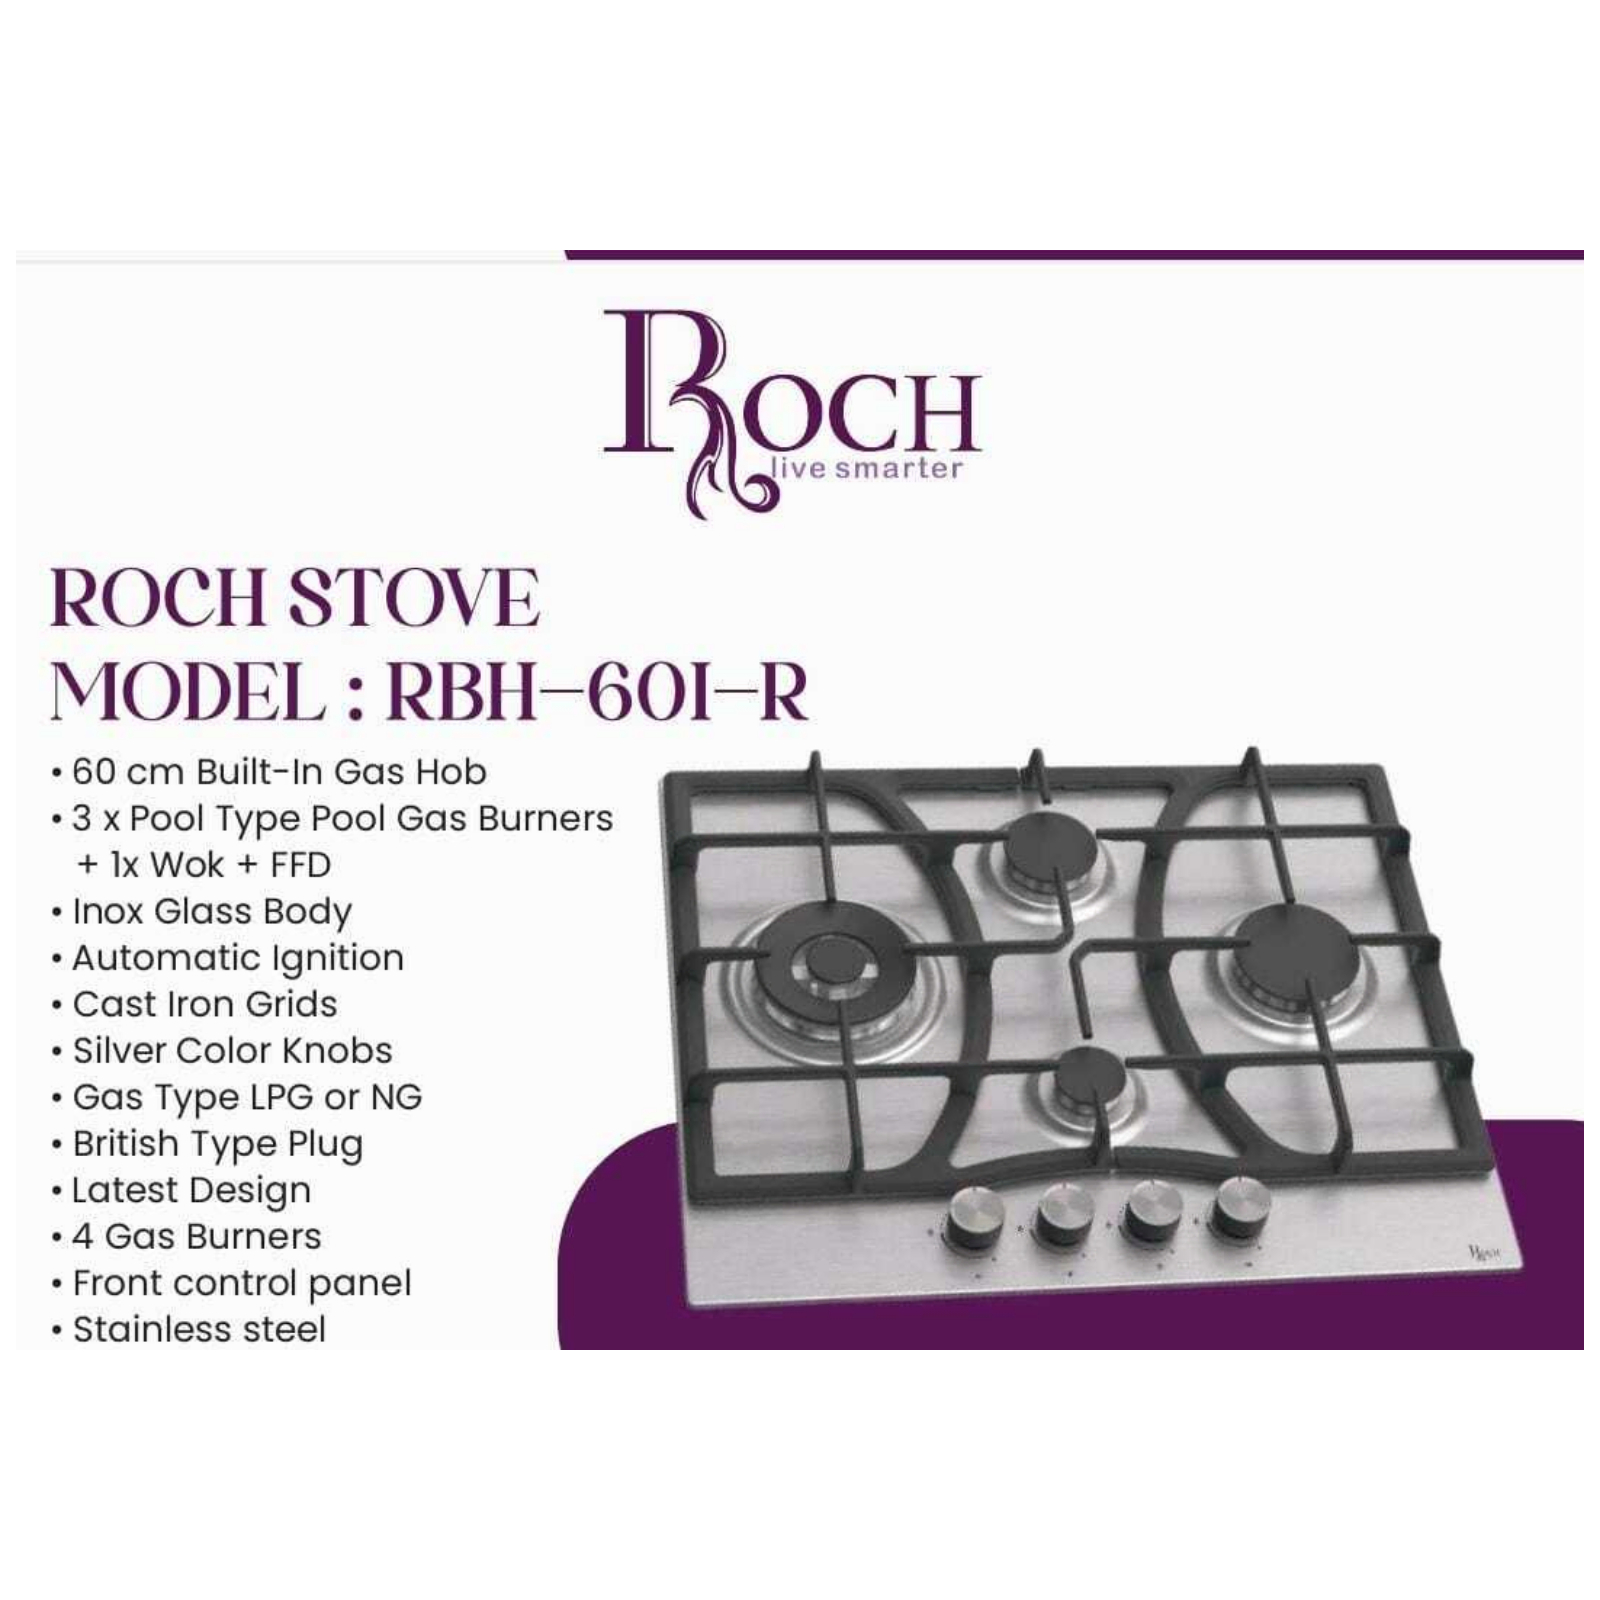 ROCH
live smarter
ROCH STOVE
MODEL : RBH-60I-R
• 60 cm Built-In Gas Hob
• 3 x Pool Type Pool Gas Burners
+ 1x Wok + FFD
• Inox Glass Body
• Automatic Ignition
• Cast Iron Grids
• Silver Color Knobs
• Gas Type LPG or NG
• British Type Plug
• Latest Design
• 4 Gas Burners
• Front control panel
• Stainless steel
ROCH